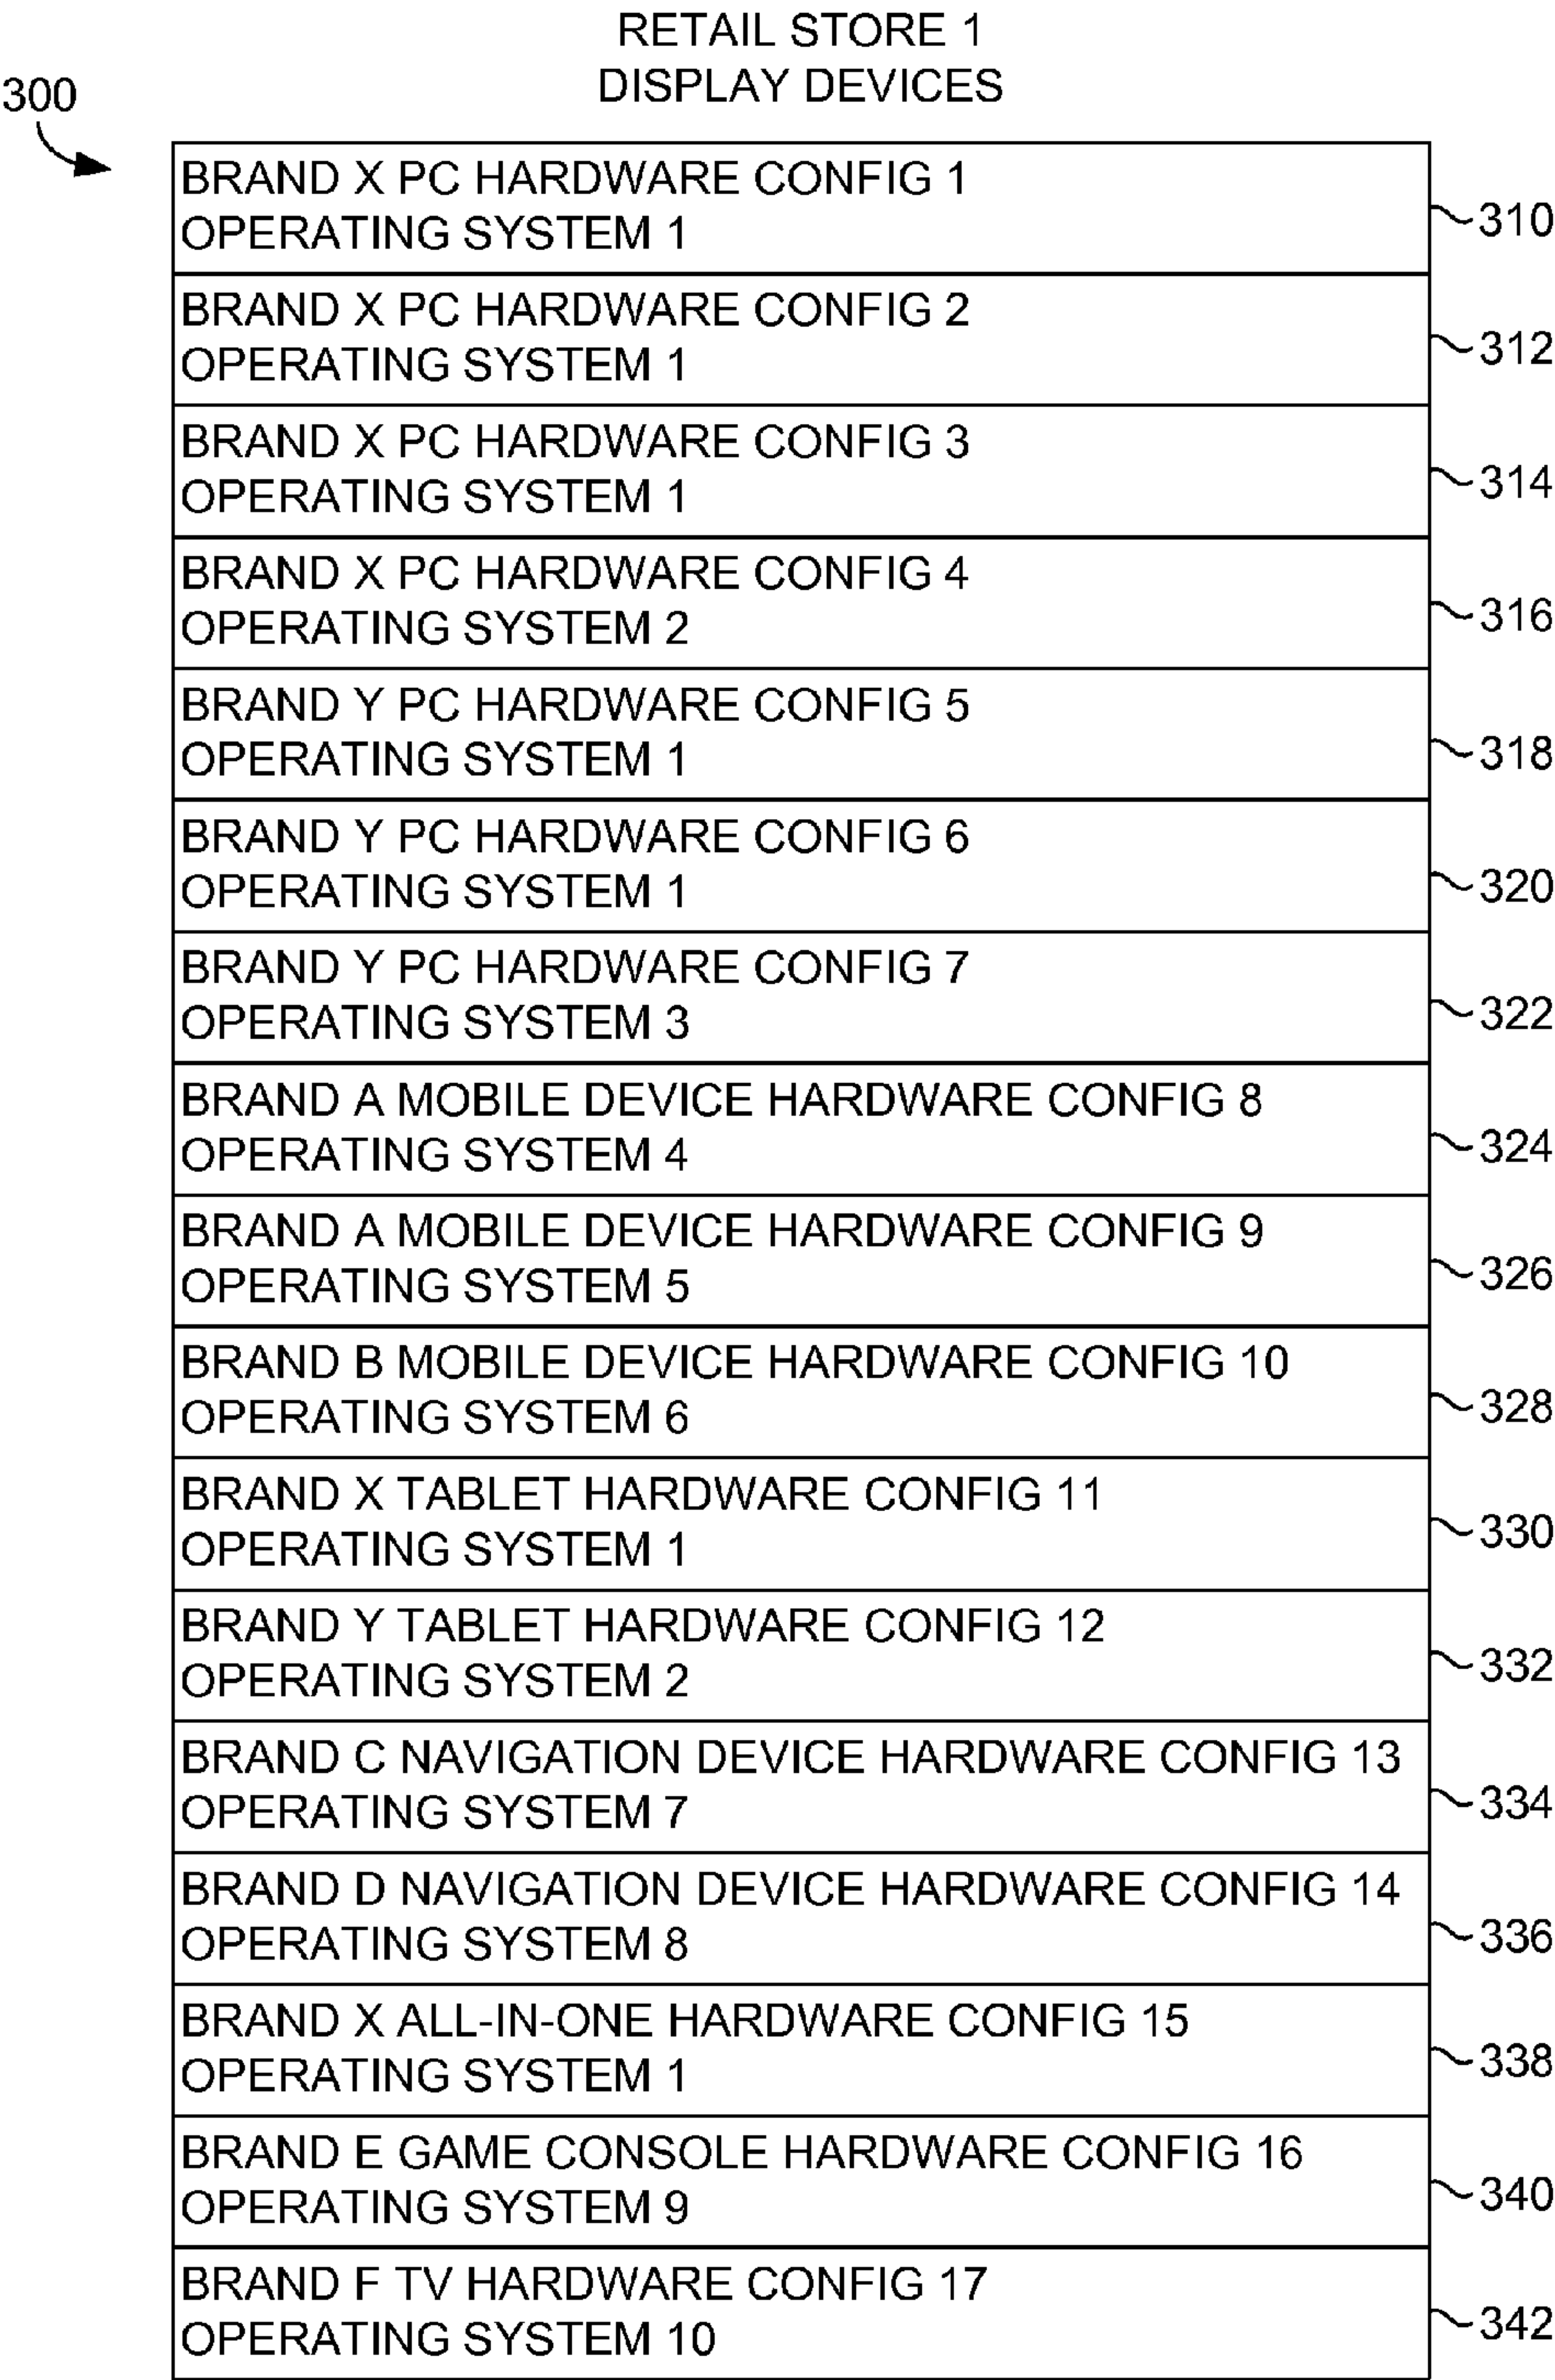 RETAIL STORE 1
DISPLAY DEVICES
300
BRAND X PC HARDWARE CONFIG 1
OPERATING SYSTEM 1
310
BRAND X PC HARDWARE CONFIG 2
OPERATING SYSTEM 1
312
BRAND X PC HARDWARE CONFIG 3
OPERATING SYSTEM 1
314
BRAND X PC HARDWARE CONFIG 4
OPERATING SYSTEM 2
316
BRAND Y PC HARDWARE CONFIG 5
OPERATING SYSTEM 1
318
BRAND Y PC HARDWARE CONFIG 6
OPERATING SYSTEM 1
320
BRAND Y PC HARDWARE CONFIG 7
OPERATING SYSTEM 3
322
BRAND A MOBILE DEVICE HARDWARE CONFIG 8
OPERATING SYSTEM 4
324
BRAND A MOBILE DEVICE HARDWARE CONFIG 9
OPERATING SYSTEM 5
326
BRAND B MOBILE DEVICE HARDWARE CONFIG 10
OPERATING SYSTEM 6
328
BRAND X TABLET HARDWARE CONFIG 11
OPERATING SYSTEM 1
330
BRAND Y TABLET HARDWARE CONFIG 12
OPERATING SYSTEM 2
332
BRAND C NAVIGATION DEVICE HARDWARE CONFIG 13
OPERATING SYSTEM 7
334
BRAND D NAVIGATION DEVICE HARDWARE CONFIG 14
OPERATING SYSTEM 8
336
BRAND X ALL-IN-ONE HARDWARE CONFIG 15
OPERATING SYSTEM 1
338
BRAND E GAME CONSOLE HARDWARE CONFIG 16
OPERATING SYSTEM 9
340
BRAND F TV HARDWARE CONFIG 17
OPERATING SYSTEM 10
342